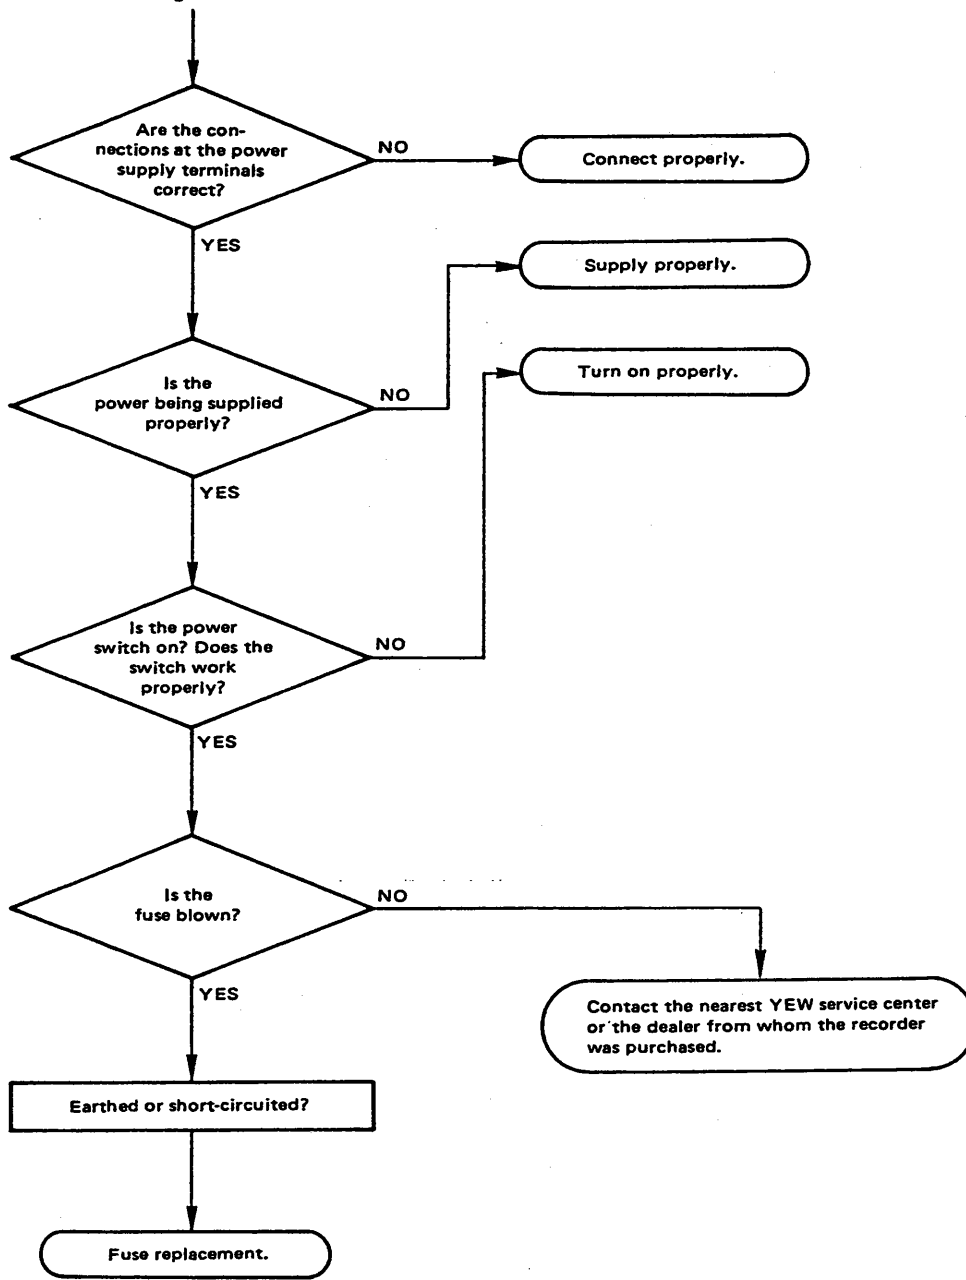 Are the con-
nections at the power
supply terminals
correct?
NO
Connect properly.
YES
Supply properly.
Is the
power being supplied
properly?
NO
Turn on properly.
YES
Is the power
switch on? Does the
switch work
properly?
NO
YES
Is the
fuse blown?
NO
YES
Contact the nearest YEW service center
or the dealer from whom the recorder
was purchased.
Earthed or short-circuited?
Fuse replacement.